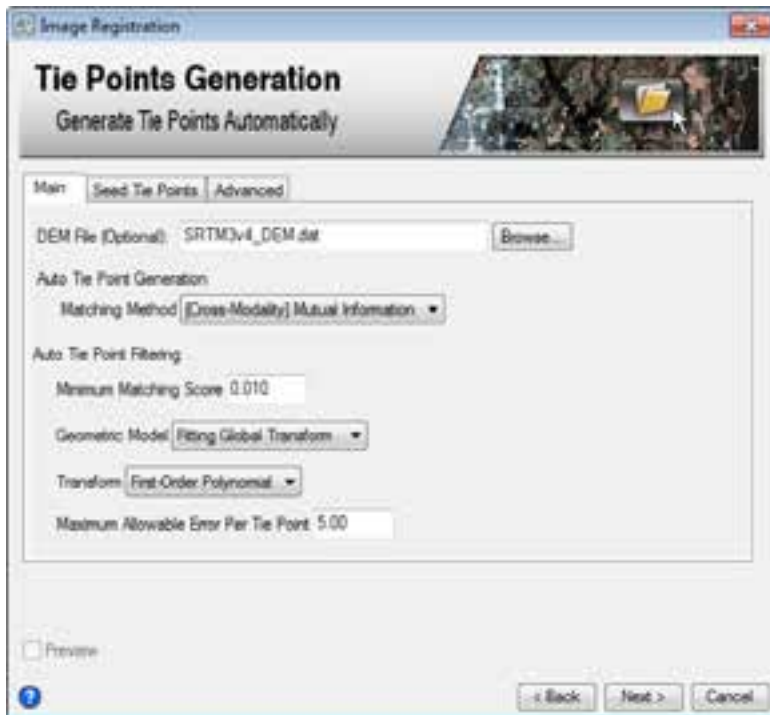 Image Registration
Tie Points Generation
Generate Tie Points Automatically
Main Seed Tie Points Advanced
DEM File (Optional) SRTM3v4_DEM.dat Browse...
Auto Tie Point Generation
Matching Method [Cross-Modality] Mutual Information
Auto Tie Point Filtering
Minimum Matching Score 0.010
Geometric Model Fitting Global Transform
Transform First-Order Polynomial
Maximum Allowable Error Per Tie Point 5.00
Preview
? < Back Next > Cancel